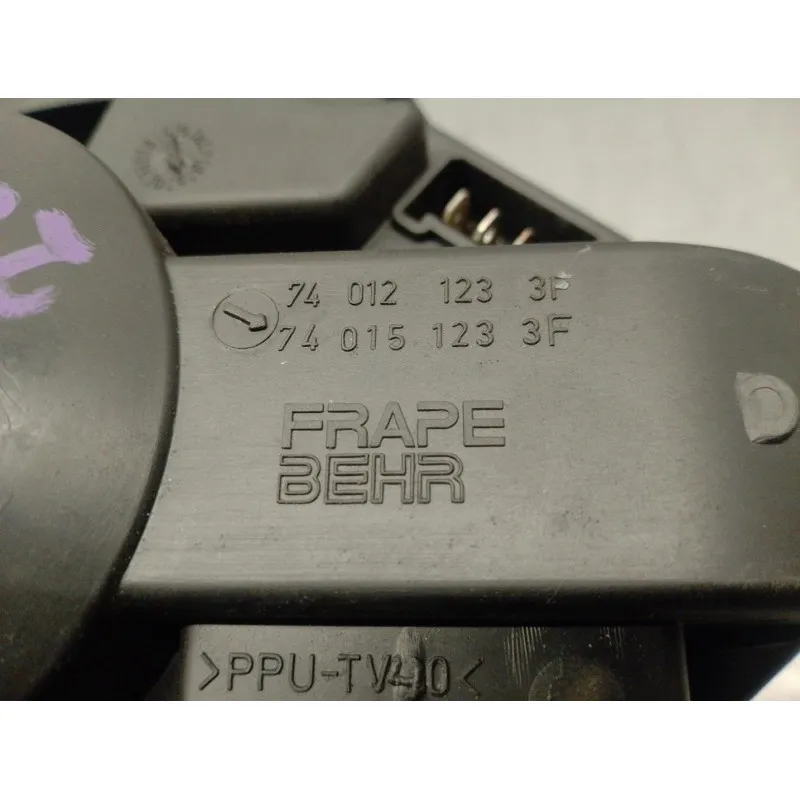 74 012 123 3F
74 015 123 3F
FRAPE
BEHR
>PPU-TV40<